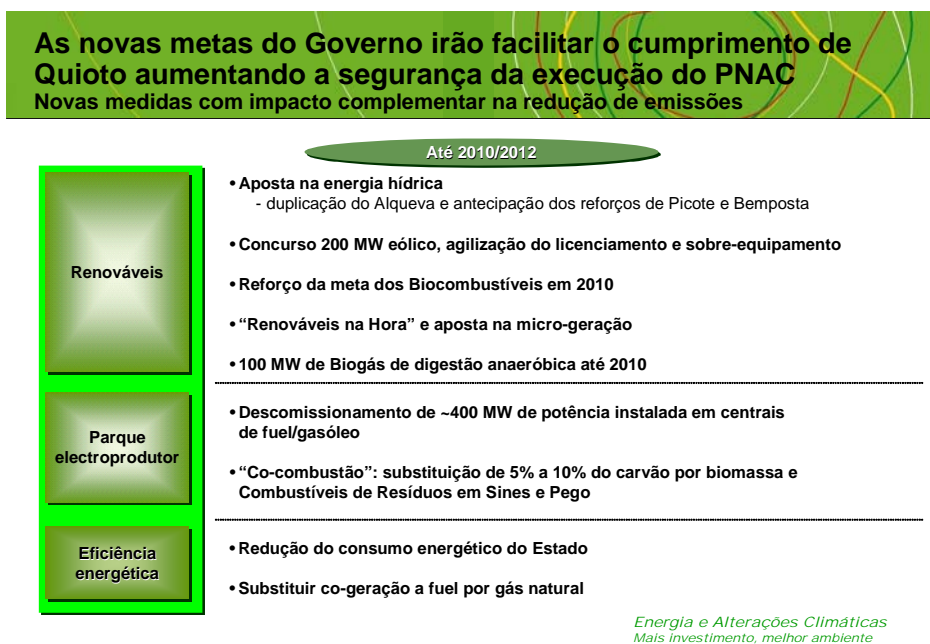 As novas metas do Governo irão facilitar o cumprimento de
Quioto aumentando a segurança da execução do PNAC
Novas medidas com impacto complementar na redução de emissões
Até 2010/2012
Renováveis
• Aposta na energia hídrica
- duplicação do Alqueva e antecipação dos reforços de Picote e Bemposta
• Concurso 200 MW eólico, agilização do licenciamento e sobre-equipamento
• Reforço da meta dos Biocombustíveis em 2010
• “Renováveis na Hora” e aposta na micro-geração
• 100 MW de Biogás de digestão anaeróbica até 2010
Parque
electroprodutor
• Descomissionamento de ~400 MW de potência instalada em centrais
de fuel/gasóleo
• “Co-combustão”: substituição de 5% a 10% do carvão por biomassa e
Combustíveis de Resíduos em Sines e Pego
Eficiência
energética
• Redução do consumo energético do Estado
• Substituir co-geração a fuel por gás natural
Energia e Alterações Climáticas
Mais investimento, melhor ambiente